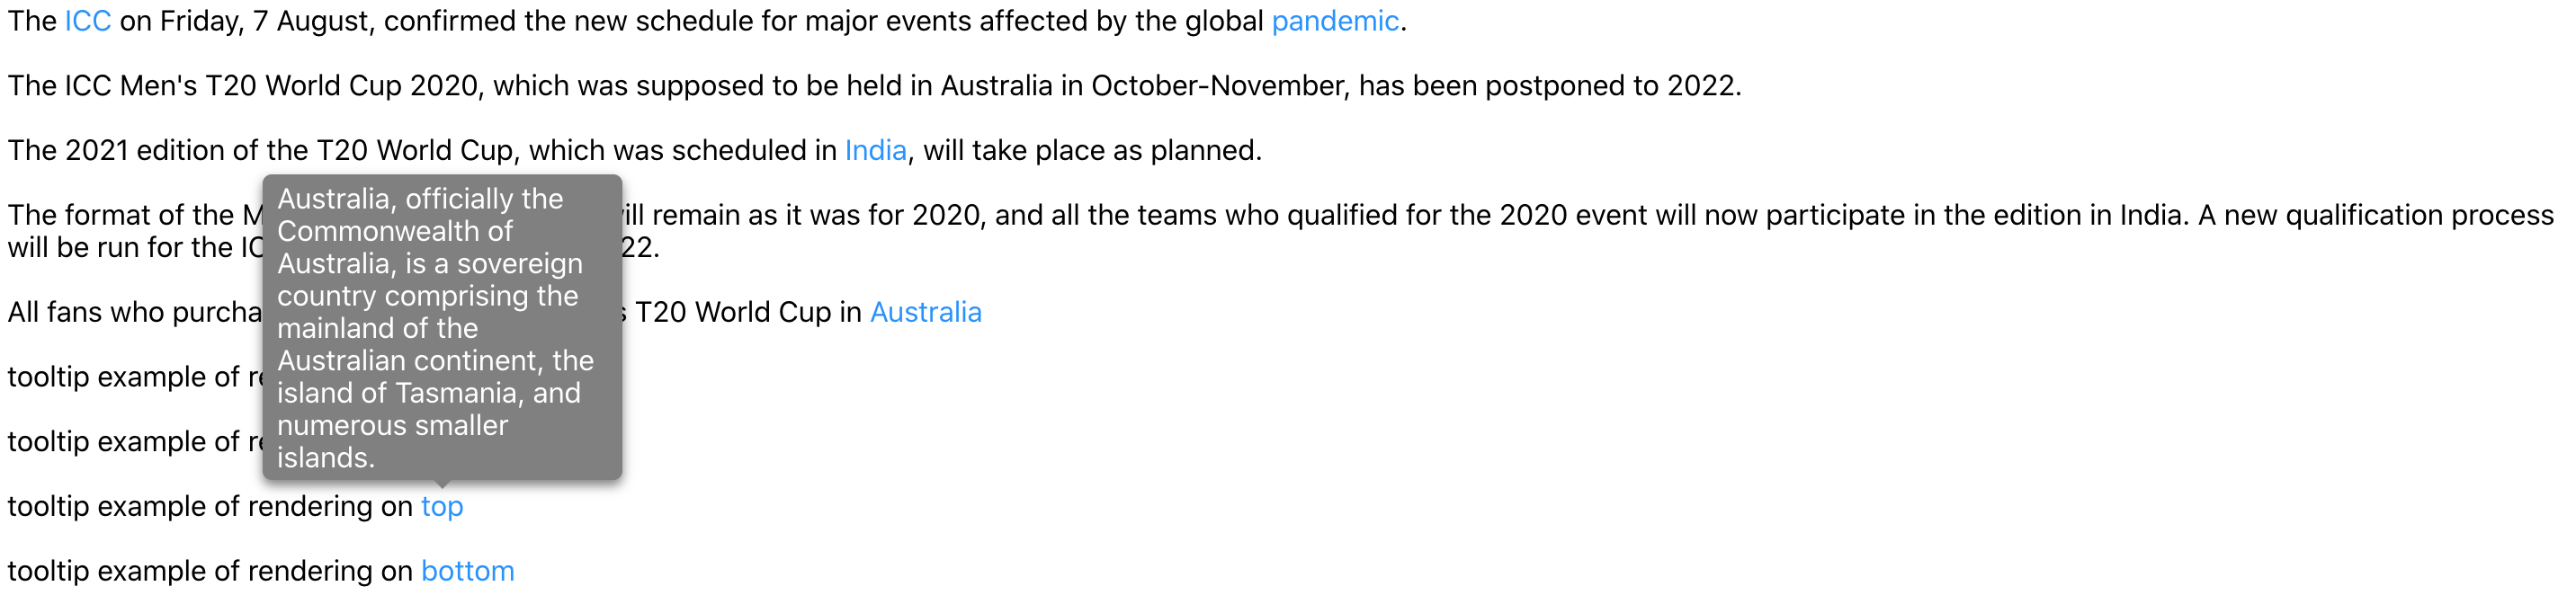 The ICC on Friday, 7 August, confirmed the new schedule for major events affected by the global pandemic.
The ICC Men's T20 World Cup 2020, which was supposed to be held in Australia in October-November, has been postponed to 2022.
The 2021 edition of the T20 World Cup, which was scheduled in India, will take place as planned.
The format of the M ill remain as it was for 2020, and all the teams who qualified for the 2020 event will now participate in the edition in India. A new qualification process
will be run for the IC 22.
All fans who purcha s T20 World Cup in Australia
tooltip example of re
tooltip example of re
tooltip example of rendering on top
tooltip example of rendering on bottom
Australia, officially the
Commonwealth of
Australia, is a sovereign
country comprising the
mainland of the
Australian continent, the
island of Tasmania, and
numerous smaller
islands.